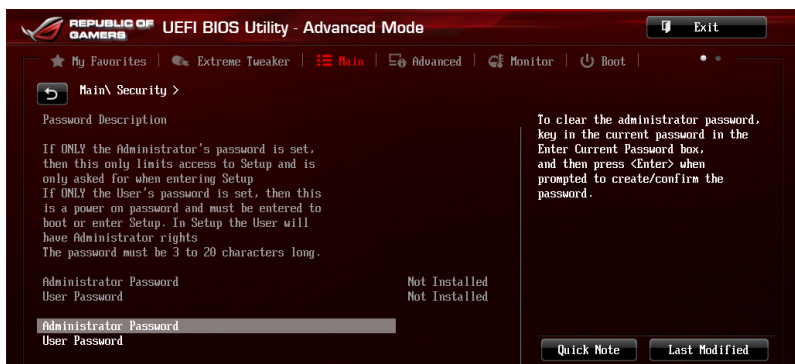 REPUBLIC OF
GAMERS
UEFI BIOS Utility - Advanced Mode
Exit
My Favorites
Extreme Tweaker
Main
Advanced
Monitor
Boot
Main\ Security >
Password Description
If ONLY the Administrator's password is set,
then this only limits access to Setup and is
only asked for when entering Setup
If ONLY the User's password is set, then this
is a power on password and must be entered to
boot or enter Setup. In Setup the User will
have Administrator rights
The password must be 3 to 20 characters long.
Administrator Password Not Installed
User Password Not Installed
Administrator Password
User Password
To clear the administrator password,
key in the current password in the
Enter Current Password box,
and then press <Enter> when
prompted to create/confirm the
password.
Quick Note
Last Modified